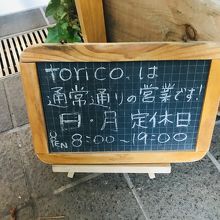 TORICO. は
通常通りの営業です!
日・月 定休日
OPEN 8:00~19:00